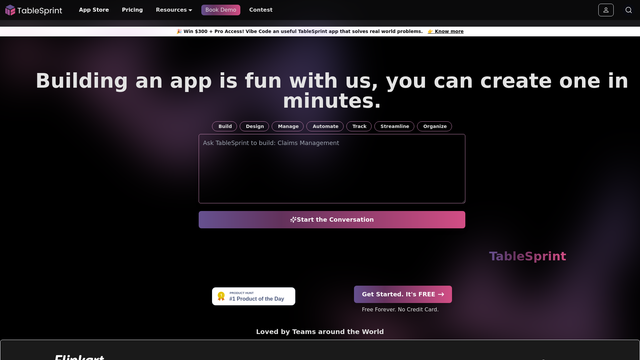 TableSprint
App Store
Pricing
Resources
Book Demo
Contest
🎉 Win $300 + Pro Access! Vibe Code an useful TableSprint app that solves real world problems. 👉 Know more
Building an app is fun with us, you can create one in
minutes.
Build
Design
Manage
Automate
Track
Streamline
Organize
Ask TableSprint to build: Claims Management
Start the Conversation
TableSprint
PRODUCT HUNT
#1 Product of the Day
Get Started. It's FREE →
Free Forever. No Credit Card.
Loved by Teams around the World
Flipkart